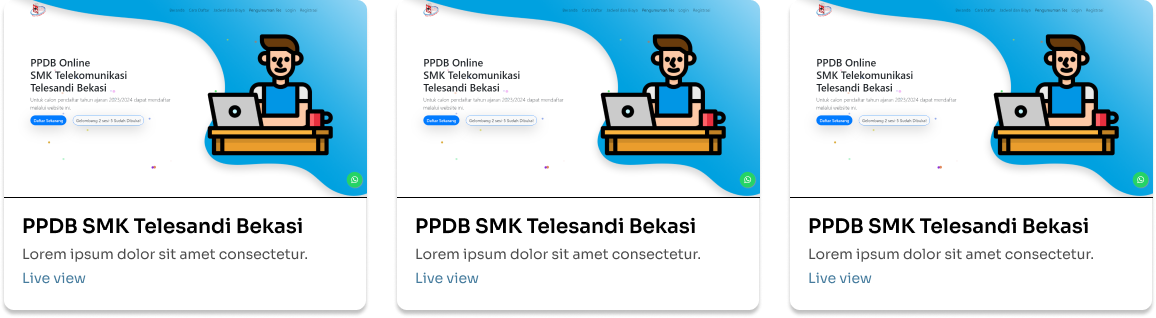 Beranda Cara Daftar Jadwal dan Biaya Pengumuman Tes Login Registrasi
PPDB Online
SMK Telekomunikasi
Telesandi Bekasi
Untuk calon pendaftar tahun ajaran 2023/2024 dapat mendaftar
melalui website ini.
Daftar Sekarang Gelombang 2 sesi 5 Sudah Dibuka!
PPDB SMK Telesandi Bekasi
Lorem ipsum dolor sit amet consectetur.
Live view
Beranda Cara Daftar Jadwal dan Biaya Pengumuman Tes Login Registrasi
PPDB Online
SMK Telekomunikasi
Telesandi Bekasi
Untuk calon pendaftar tahun ajaran 2023/2024 dapat mendaftar
melalui website ini.
Daftar Sekarang Gelombang 2 sesi 5 Sudah Dibuka!
PPDB SMK Telesandi Bekasi
Lorem ipsum dolor sit amet consectetur.
Live view
Beranda Cara Daftar Jadwal dan Biaya Pengumuman Tes Login Registrasi
PPDB Online
SMK Telekomunikasi
Telesandi Bekasi
Untuk calon pendaftar tahun ajaran 2023/2024 dapat mendaftar
melalui website ini.
Daftar Sekarang Gelombang 2 sesi 5 Sudah Dibuka!
PPDB SMK Telesandi Bekasi
Lorem ipsum dolor sit amet consectetur.
Live view